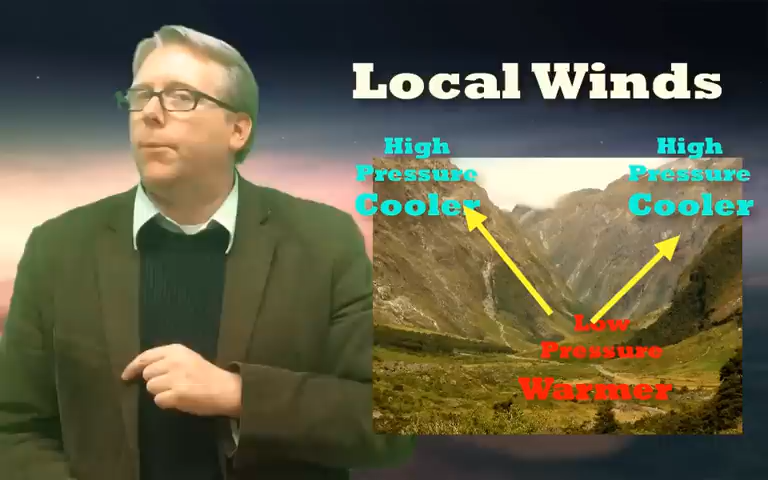 Local Winds
High
Pressure
Cooler
High
Pressure
Cooler
Low
Pressure
Warmer